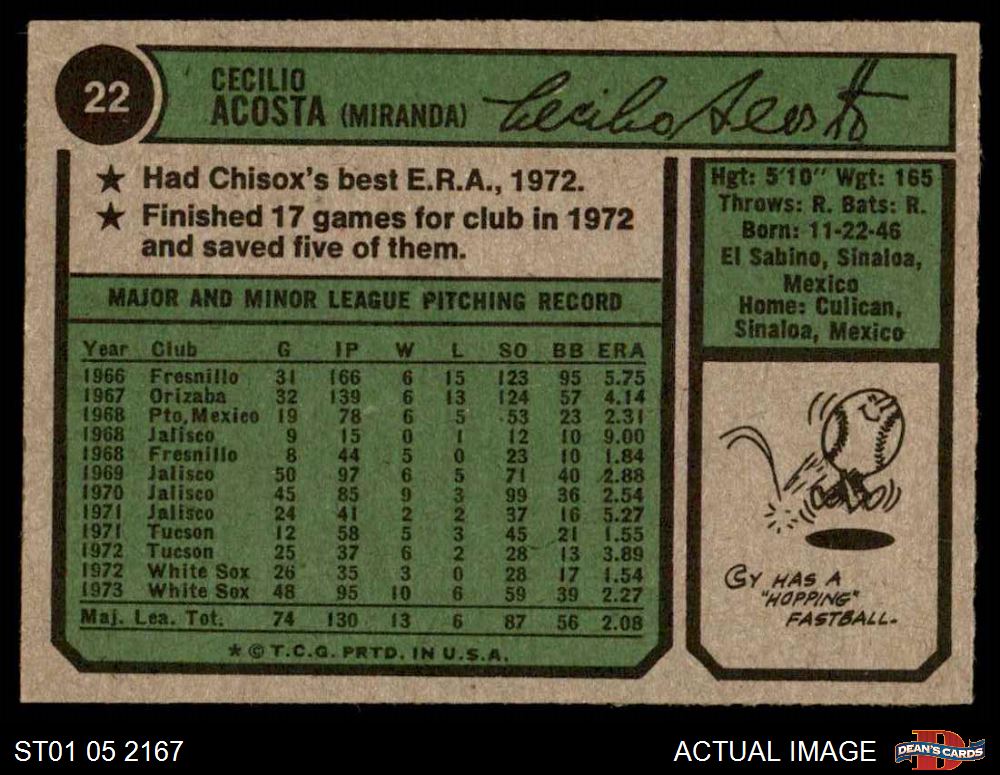 22
CECILIO
ACOSTA (MIRANDA)
Cecilio Acosta
★ Had Chisox's best E.R.A., 1972.
★ Finished 17 games for club in 1972
and saved five of them.
MAJOR AND MINOR LEAGUE PITCHING RECORD
Year Club G IP W L SO BB ERA
1966 Fresnillo 31 166 6 15 123 95 5.75
1967 Orizaba 32 139 6 13 124 57 4.14
1968 Pto, Mexico 19 78 6 5 53 23 2.31
1968 Jalisco 9 15 0 1 12 10 9.00
1968 Fresnillo 8 44 5 0 23 10 1.84
1969 Jalisco 50 97 6 5 71 40 2.88
1970 Jalisco 45 85 9 3 99 36 2.54
1971 Jalisco 24 41 2 2 37 16 5.27
1971 Tucson 12 58 5 3 45 21 1.55
1972 Tucson 25 37 6 2 28 13 3.89
1972 White Sox 26 35 3 0 28 17 1.54
1973 White Sox 48 95 10 6 59 39 2.27
Maj. Lea. Tot. 74 130 13 6 87 56 2.08
* © T.C.G. PRTD. IN U.S.A.
Hgt: 5'10" Wgt: 165
Throws: R. Bats: R.
Born: 11-22-46
El Sabino, Sinaloa,
Mexico
Home: Culican,
Sinaloa, Mexico
CY HAS A
"HOPPING"
FASTBALL.
ST01 05 2167
ACTUAL IMAGE
D
DEAN'S CARDS